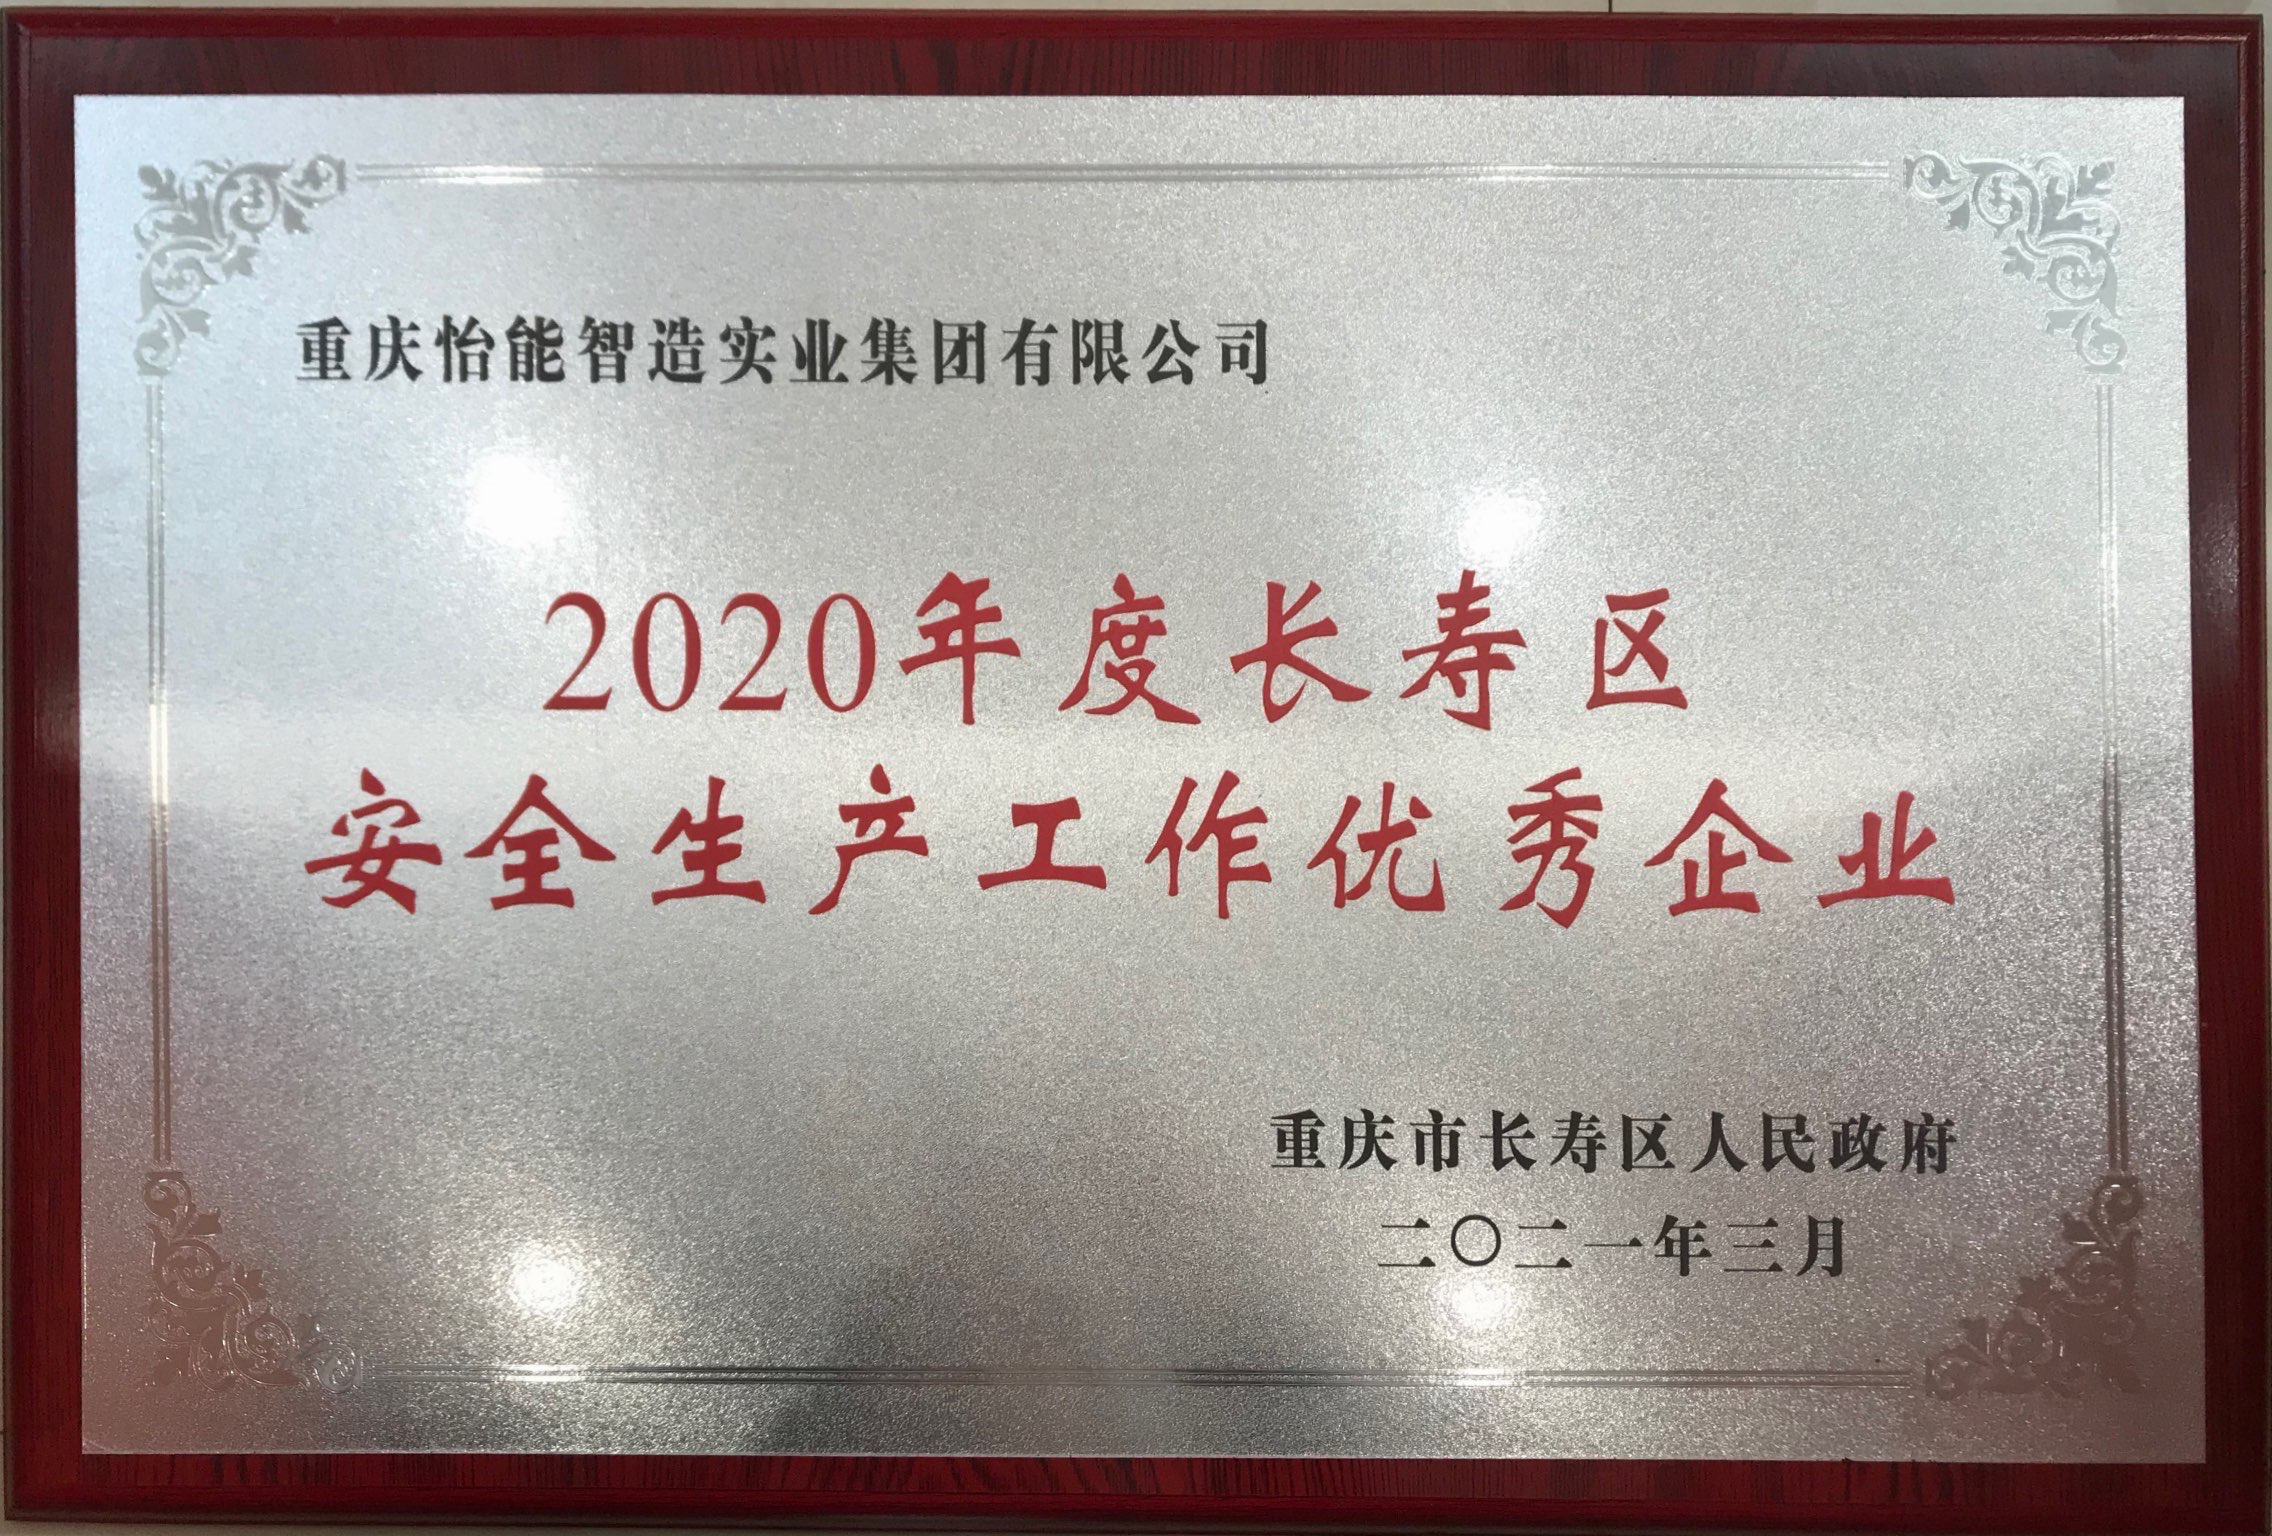 重庆怡能智造实业集团有限公司
2020年度长寿区
安全生产工作优秀企业
重庆市长寿区人民政府
二〇二一年三月